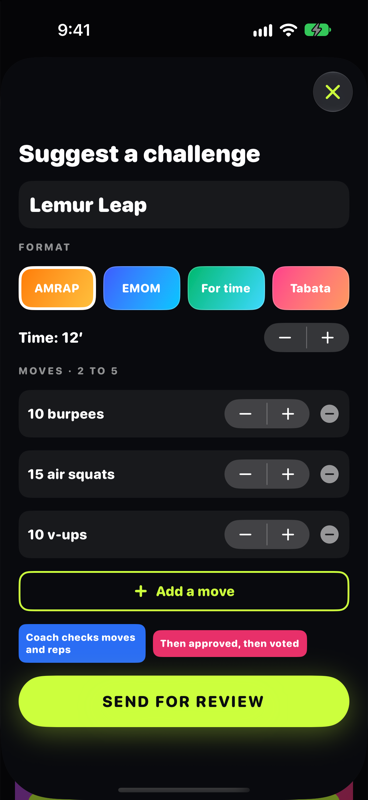 9:41
Suggest a challenge
Lemur Leap
FORMAT
AMRAP EMOM For time Tabata
Time: 12′
MOVES · 2 TO 5
10 burpees
15 air squats
10 v-ups
+ Add a move
Coach checks moves
and reps
Then approved, then voted
SEND FOR REVIEW